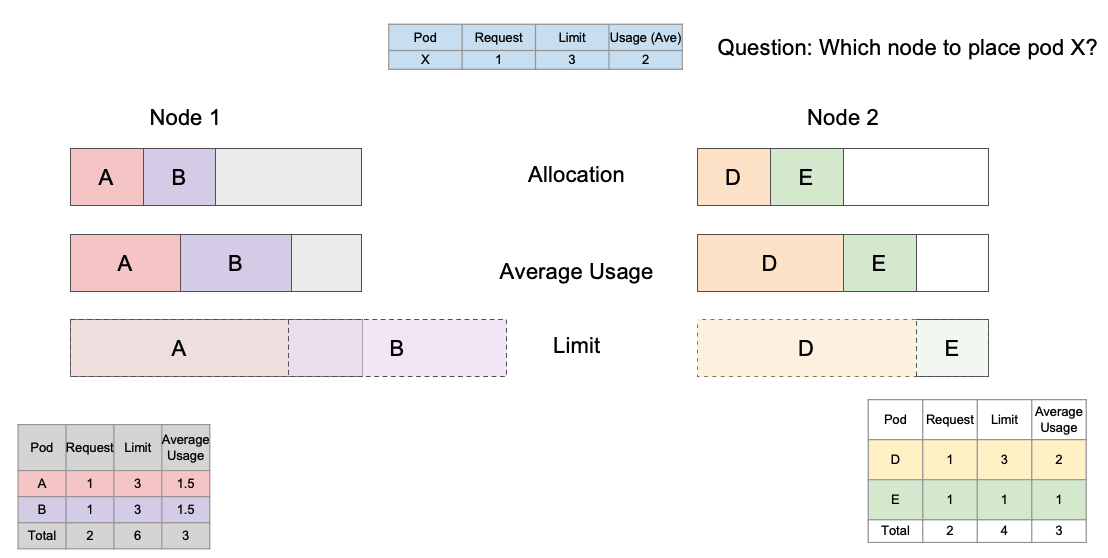 Pod Request Limit Usage (Ave)
X 1 3 2
Question: Which node to place pod X?
Node 1
Node 2
A B
Allocation
D E
A B
Average Usage
D E
A B
Limit
D E
Pod Request Limit Average Usage
A 1 3 1.5
B 1 3 1.5
Total 2 6 3
Pod Request Limit Average Usage
D 1 3 2
E 1 1 1
Total 2 4 3